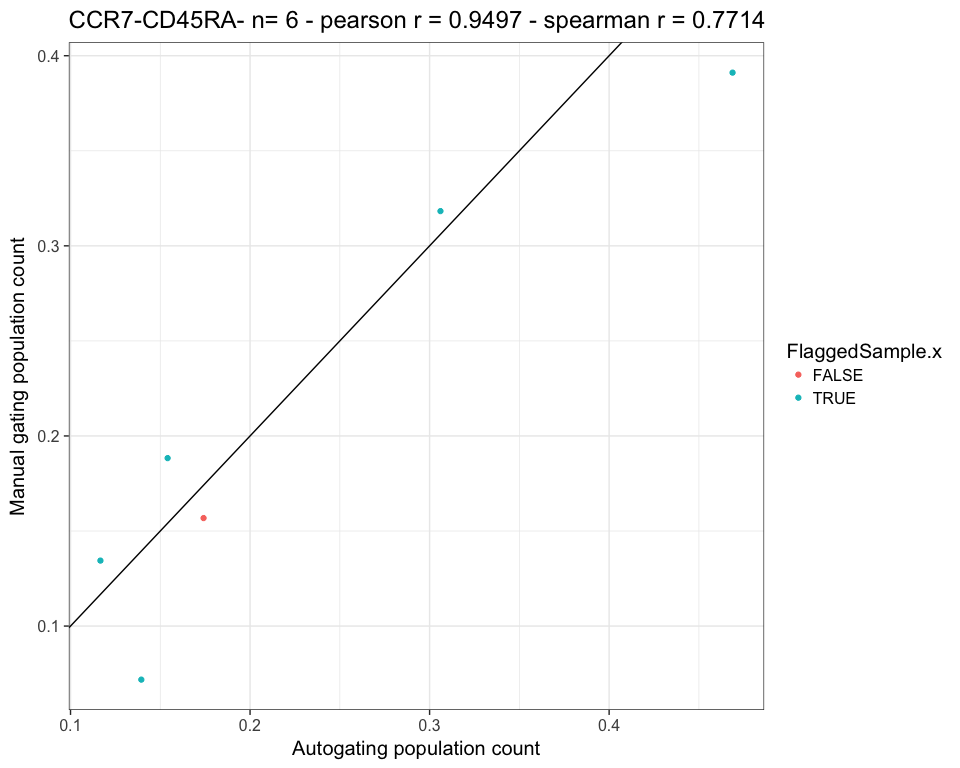 CCR7-CD45RA- n= 6 - pearson r = 0.9497 - spearman r = 0.7714
0.4
0.3
0.2
0.1
Manual gating population count
0.1 0.2 0.3 0.4
Autogating population count
FlaggedSample.x
FALSE
TRUE